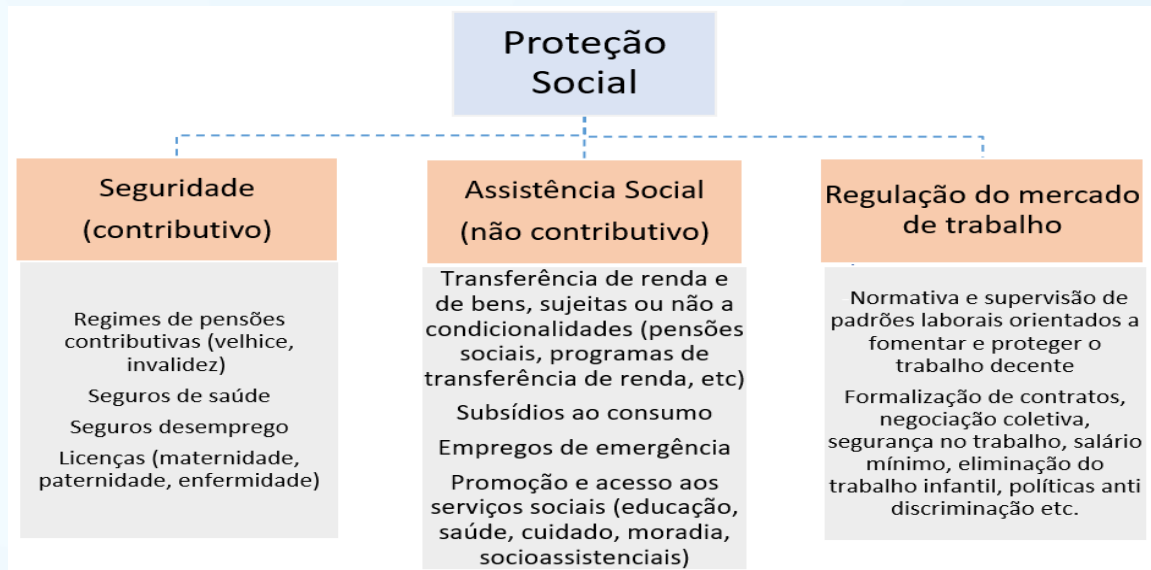 Proteção
Social
Seguridade
(contributivo)
Regimes de pensões
contributivas (velhice,
invalidez)
Seguros de saúde
Seguros desemprego
Licenças (maternidade,
paternidade, enfermidade)
Assistência Social
(não contributivo)
Transferência de renda e
de bens, sujeitas ou não a
condicionalidades (pensões
sociais, programas de
transferência de renda, etc)
Subsídios ao consumo
Empregos de emergência
Promoção e acesso aos
serviços sociais (educação,
saúde, cuidado, moradia,
socioassistenciais)
Regulação do mercado
de trabalho
Normativa e supervisão de
padrões laborais orientados a
fomentar e proteger o
trabalho decente
Formalização de contratos,
negociação coletiva,
segurança no trabalho, salário
mínimo, eliminação do
trabalho infantil, políticas anti
discriminação etc.